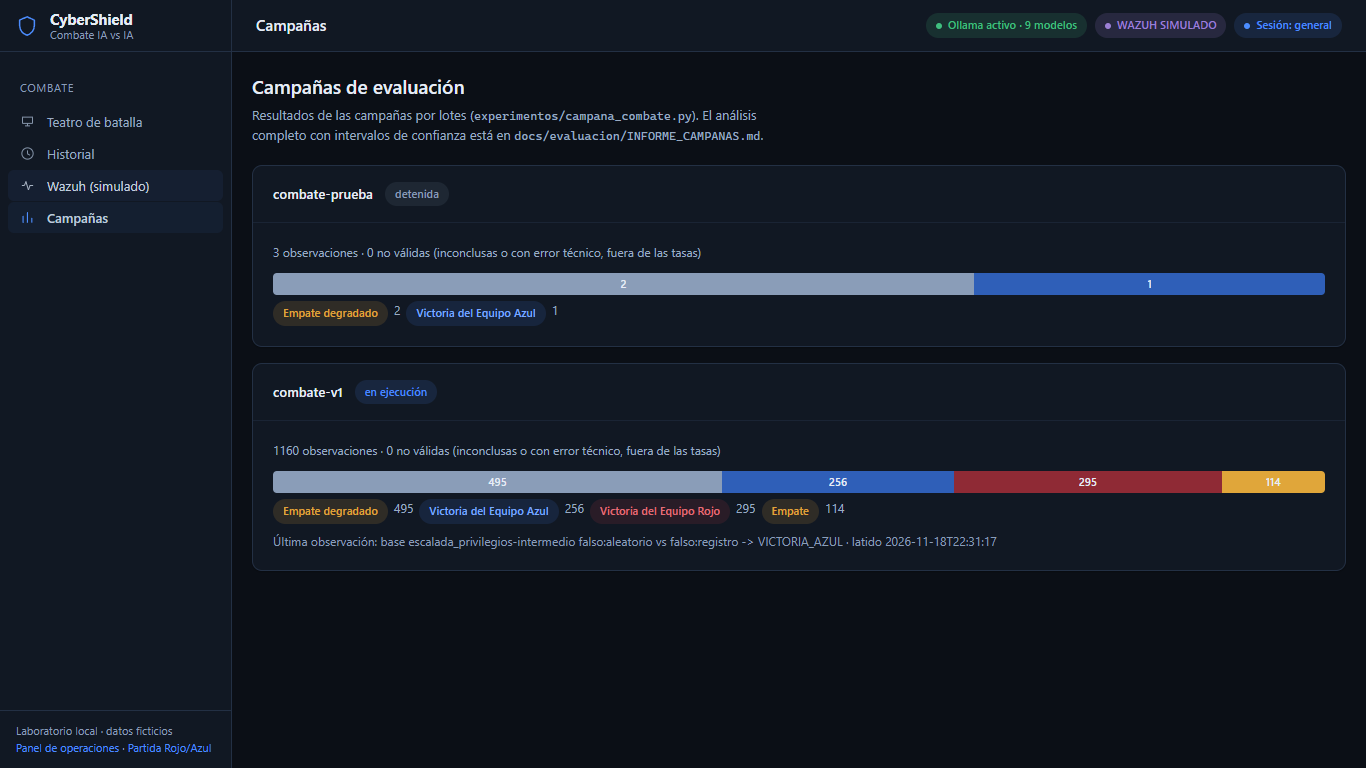 CyberShield
Combate IA vs IA
Campañas
Ollama activo · 9 modelos
WAZUH SIMULADO
Sesión: general
COMBATE
Teatro de batalla
Historial
Wazuh (simulado)
Campañas
Campañas de evaluación
Resultados de las campañas por lotes (experimentos/campana_combate.py). El análisis
completo con intervalos de confianza está en docs/evaluacion/INFORME_CAMPANAS.md.
combate-prueba detenida
3 observaciones · 0 no válidas (inconclusas o con error técnico, fuera de las tasas)
2 1
Empate degradado 2 Victoria del Equipo Azul 1
combate-v1 en ejecución
1160 observaciones · 0 no válidas (inconclusas o con error técnico, fuera de las tasas)
495 256 295 114
Empate degradado 495 Victoria del Equipo Azul 256 Victoria del Equipo Rojo 295 Empate 114
Última observación: base escalada_privilegios-intermedio falso:aleatorio vs falso:registro -> VICTORIA_AZUL · latido 2026-11-18T22:31:17
Laboratorio local · datos ficticios
Panel de operaciones · Partida Rojo/Azul